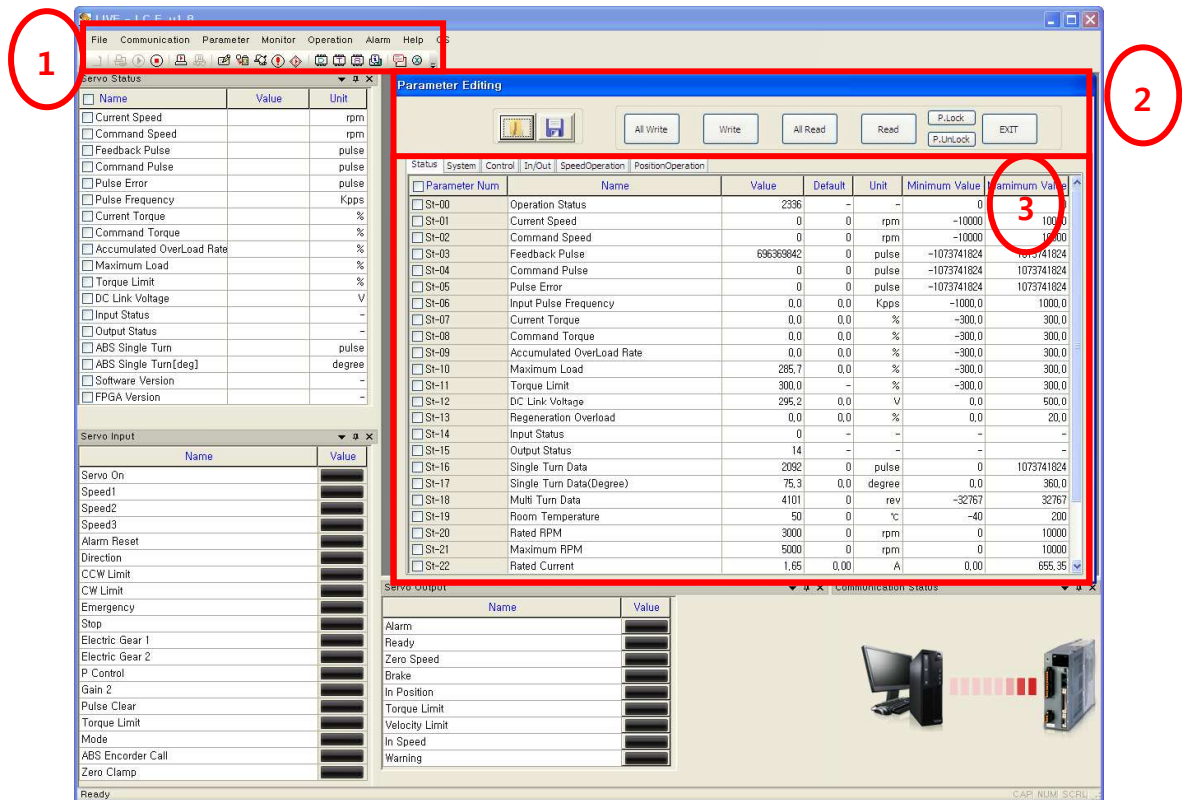 LIVE - I.C.E v1.8
File Communication Parameter Monitor Operation Alarm Help OS
1
2
3
Servo Status
Name Value Unit
Current Speed rpm
Command Speed rpm
Feedback Pulse pulse
Command Pulse pulse
Pulse Error pulse
Pulse Frequency Kpps
Current Torque %
Command Torque %
Accumulated OverLoad Rate %
Maximum Load %
Torque Limit %
DC Link Voltage V
Input Status -
Output Status -
ABS Single Turn pulse
ABS Single Turn[deg] degree
Software Version -
FPGA Version -
Parameter Editing
All Write Write All Read Read P.Lock P.UnLock EXIT
Status System Control In/Out SpeedOperation PositionOperation
Parameter Num Name Value Default Unit Minimum Value Mamimum Value
St-00 Operation Status 2336 - - 0 0
St-01 Current Speed 0 0 rpm -10000 10000
St-02 Command Speed 0 0 rpm -10000 10000
St-03 Feedback Pulse 696369842 0 pulse -1073741824 1073741824
St-04 Command Pulse 0 0 pulse -1073741824 1073741824
St-05 Pulse Error 0 0 pulse -1073741824 1073741824
St-06 Input Pulse Frequency 0,0 0,0 Kpps -1000,0 1000,0
St-07 Current Torque 0,0 0,0 % -300,0 300,0
St-08 Command Torque 0,0 0,0 % -300,0 300,0
St-09 Accumulated OverLoad Rate 0,0 0,0 % -300,0 300,0
St-10 Maximum Load 285,7 0,0 % -300,0 300,0
St-11 Torque Limit 300,0 - % -300,0 300,0
St-12 DC Link Voltage 295,2 0,0 V 0,0 500,0
St-13 Regeneration Overload 0,0 0,0 % 0,0 20,0
St-14 Input Status 0 - - - -
St-15 Output Status 14 - - - -
St-16 Single Turn Data 2092 0 pulse 0 1073741824
St-17 Single Turn Data(Degree) 75,3 0,0 degree 0,0 360,0
St-18 Multi Turn Data 4101 0 rev -32767 32767
St-19 Room Temperature 50 0 ℃ -40 200
St-20 Rated RPM 3000 0 rpm 0 10000
St-21 Maximum RPM 5000 0 rpm 0 10000
St-22 Rated Current 1,65 0,00 A 0,00 655,35
Servo Input
Name Value
Servo On
Speed1
Speed2
Speed3
Alarm Reset
Direction
CCW Limit
CW Limit
Emergency
Stop
Electric Gear 1
Electric Gear 2
P Control
Gain 2
Pulse Clear
Torque Limit
Mode
ABS Encorder Call
Zero Clamp
Servo Output
Name Value
Alarm
Ready
Zero Speed
Brake
In Position
Torque Limit
Velocity Limit
In Speed
Warning
Communication Status
Ready CAP NUM SCRL